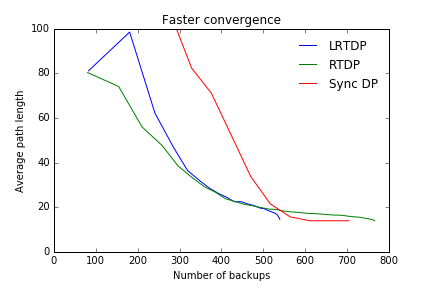 Faster convergence
LRTDP
RTDP
Sync DP
Average path length
100
80
60
40
20
0
0 100 200 300 400 500 600 700 800
Number of backups